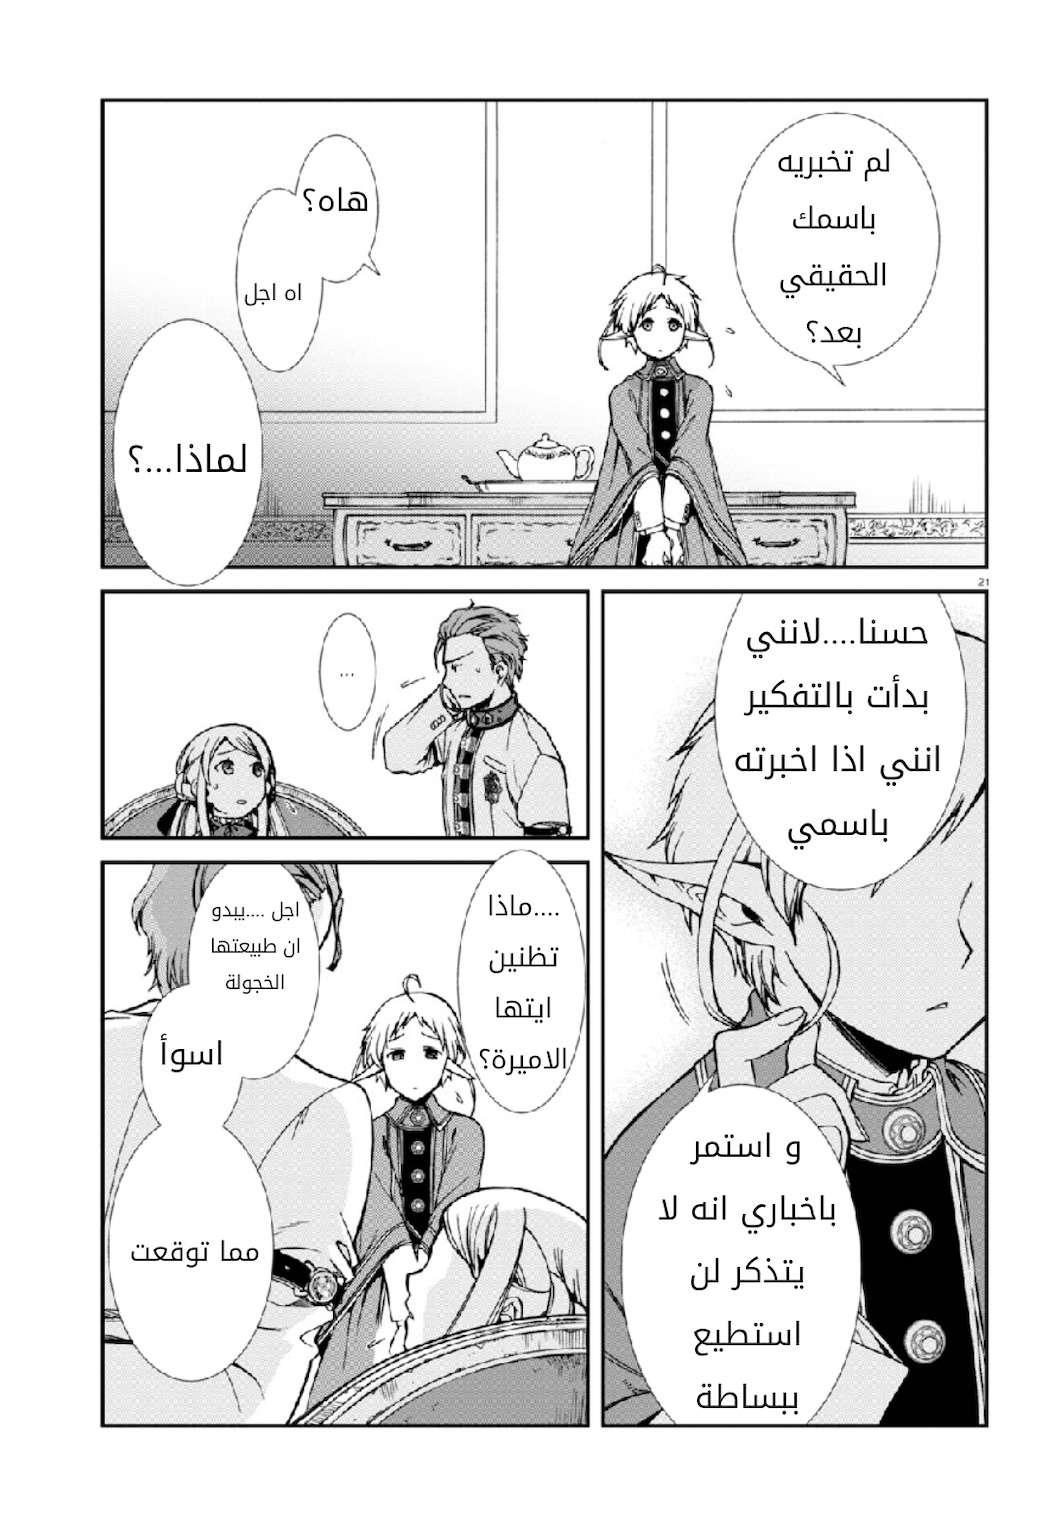 لم تخبريه
باسمك
الحقيقي
بعد؟
هاه؟
اه اجل
لماذا...؟
21
حسنا....لانني
بدأت بالتفكير
انني اذا اخبرته
باسمي
و استمر
باخباري انه لا
يتذكر لن
استطيع
ببساطة
...
....ماذا
تظنين
ايتها
الاميرة؟
اجل ....يبدو
ان طبيعتها
الخجولة
اسوأ
مما توقعت